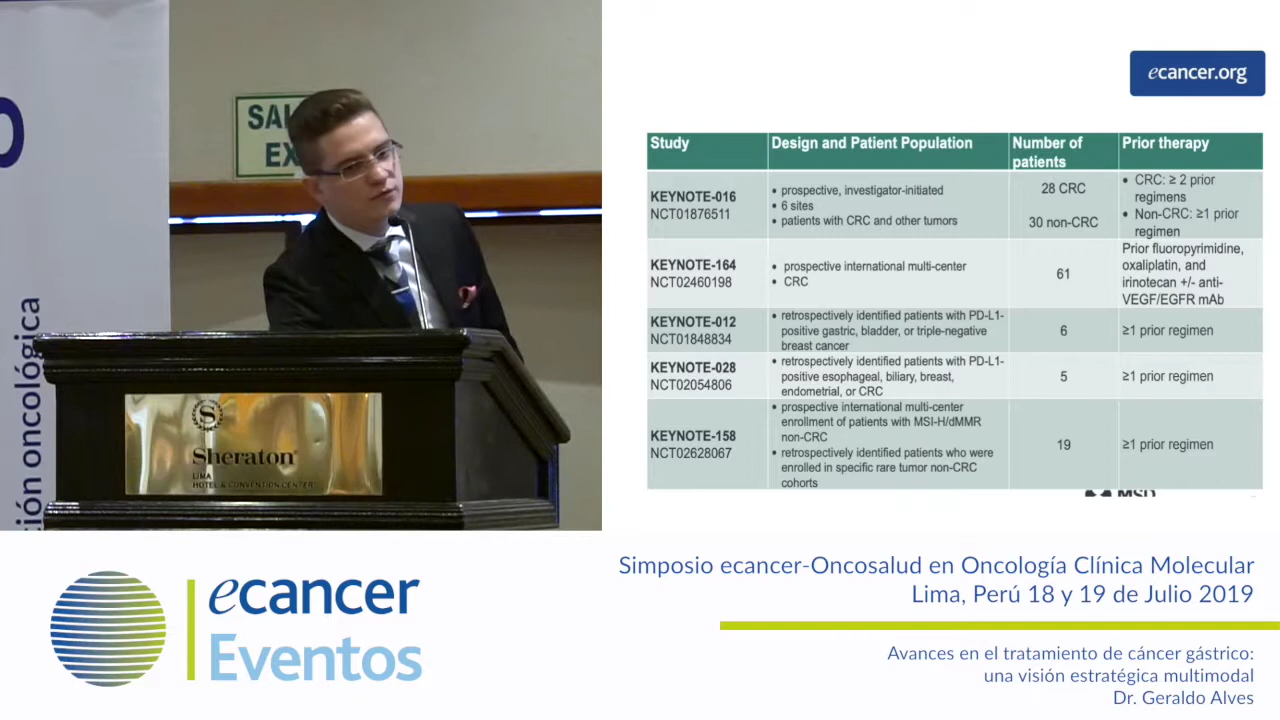 SAL
EX
ción oncológica
S
Sheraton
LIMA
HOTEL & CONVENTION CENTER
ecancer.org
Study
Design and Patient Population
Number of
patients
Prior therapy
KEYNOTE-016
NCT01876511
• prospective, investigator-initiated
• 6 sites
• patients with CRC and other tumors
28 CRC
30 non-CRC
• CRC: ≥ 2 prior
regimens
• Non-CRC: ≥1 prior
regimen
KEYNOTE-164
NCT02460198
• prospective international multi-center
• CRC
61
Prior fluoropyrimidine,
oxaliplatin, and
irinotecan +/- anti-
VEGF/EGFR mAb
KEYNOTE-012
NCT01848834
• retrospectively identified patients with PD-L1-
positive gastric, bladder, or triple-negative
breast cancer
6
≥1 prior regimen
KEYNOTE-028
NCT02054806
• retrospectively identified patients with PD-L1-
positive esophageal, biliary, breast,
endometrial, or CRC
5
≥1 prior regimen
KEYNOTE-158
NCT02628067
• prospective international multi-center
enrollment of patients with MSI-H/dMMR
non-CRC
• retrospectively identified patients who were
enrolled in specific rare tumor non-CRC
cohorts
19
≥1 prior regimen
MSD
ecancer
Eventos
Simposio ecancer-Oncosalud en Oncología Clínica Molecular
Lima, Perú 18 y 19 de Julio 2019
Avances en el tratamiento de cáncer gástrico:
una visión estratégica multimodal
Dr. Geraldo Alves